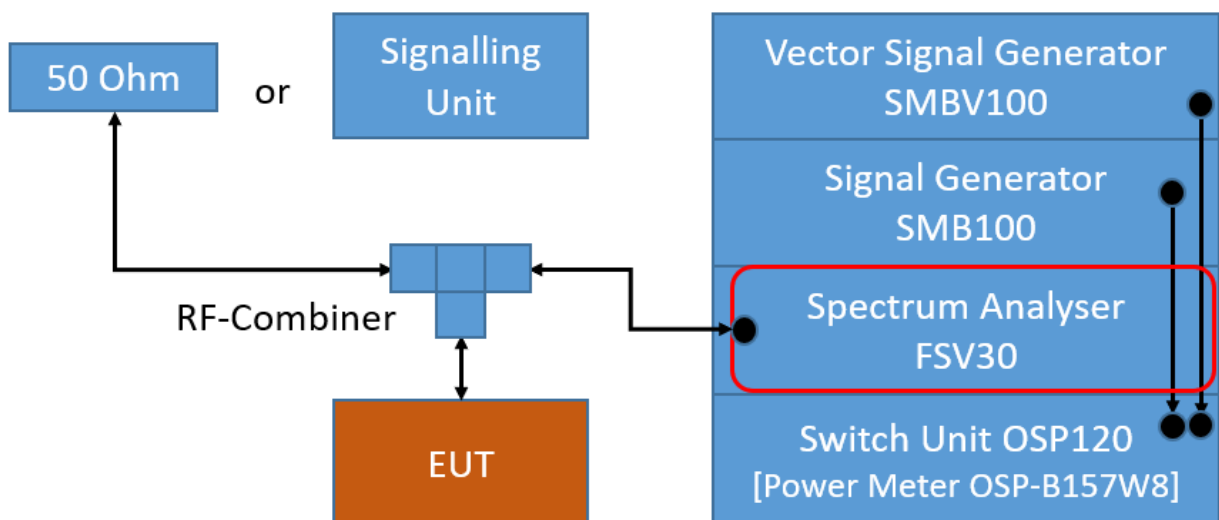 50 Ohm
or
Signalling
Unit
Vector Signal Generator
SMBV100
Signal Generator
SMB100
RF-Combiner
Spectrum Analyser
FSV30
EUT
Switch Unit OSP120
[Power Meter OSP-B157W8]